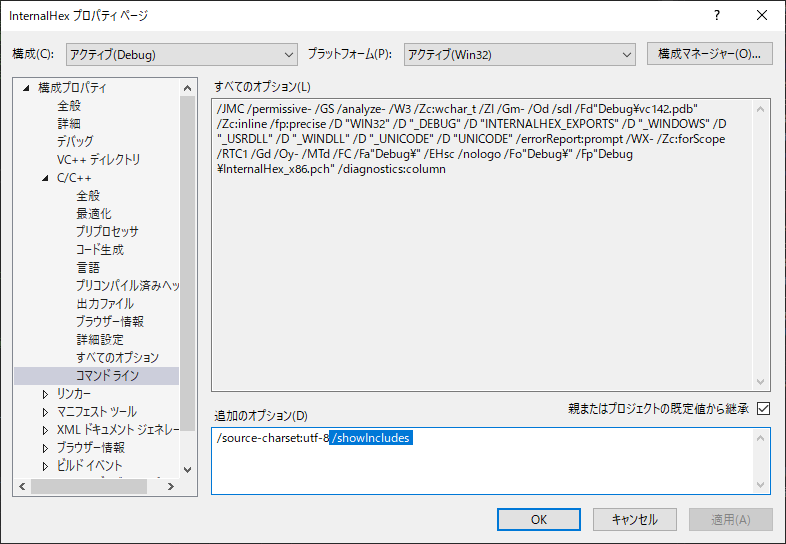 InternalHex プロパティ ページ
構成(C): アクティブ(Debug) プラットフォーム(P): アクティブ(Win32) 構成マネージャー(O)...
構成プロパティ
全般
詳細
デバッグ
VC++ ディレクトリ
C/C++
全般
最適化
プリプロセッサ
コード生成
言語
プリコンパイル済みヘッ
出力ファイル
ブラウザー情報
詳細設定
すべてのオプション
コマンド ライン
リンカー
マニフェスト ツール
XML ドキュメント ジェネレー
ブラウザー情報
ビルド イベント
すべてのオプション(L)
/JMC /permissive- /GS /analyze- /W3 /Zc:wchar_t /ZI /Gm- /Od /sdl /Fd"Debug¥vc142.pdb"
/Zc:inline /fp:precise /D "WIN32" /D "_DEBUG" /D "INTERNALHEX_EXPORTS" /D "_WINDOWS" /D
"_USRDLL" /D "_WINDLL" /D "_UNICODE" /D "UNICODE" /errorReport:prompt /WX- /Zc:forScope
/RTC1 /Gd /Oy- /MTd /FC /Fa"Debug¥" /EHsc /nologo /Fo"Debug¥" /Fp"Debug
¥InternalHex_x86.pch" /diagnostics:column
親またはプロジェクトの既定値から継承
追加のオプション(D)
/source-charset:utf-8 /showIncludes
OK キャンセル 適用(A)